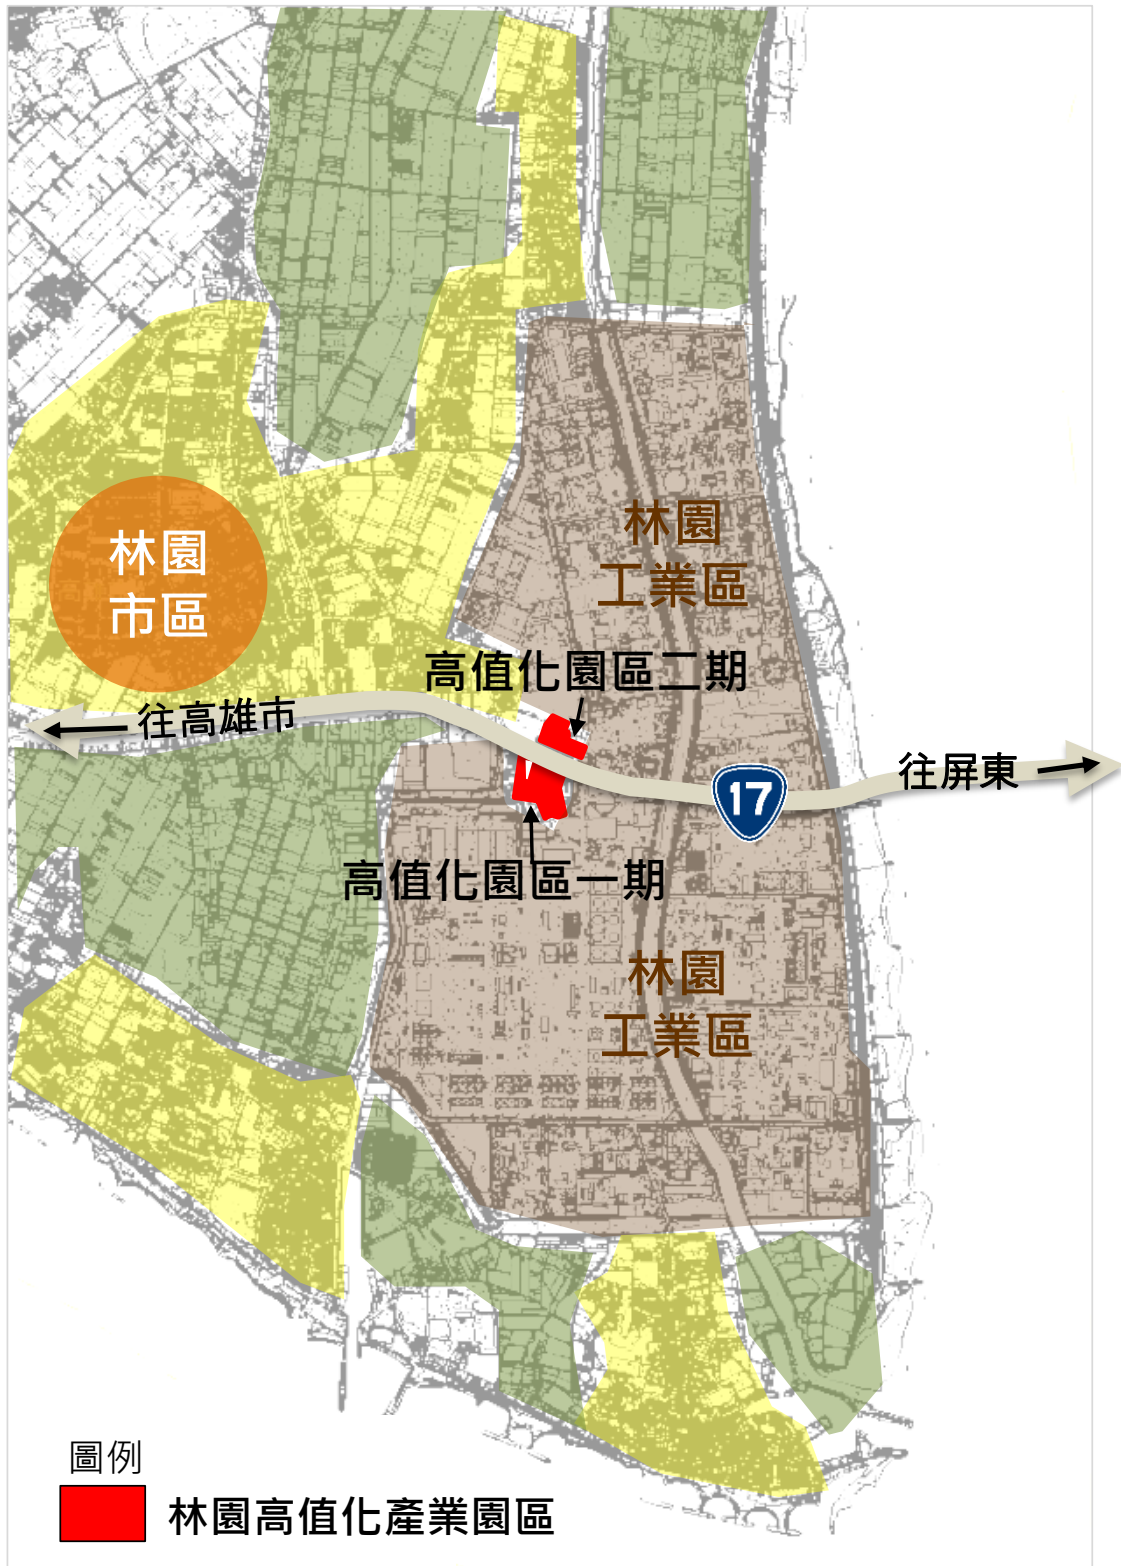 林園
工業區
林園
市區
高值化園區二期
往高雄市
往屏東
17
高值化園區一期
林園
工業區
圖例
林園高值化產業園區